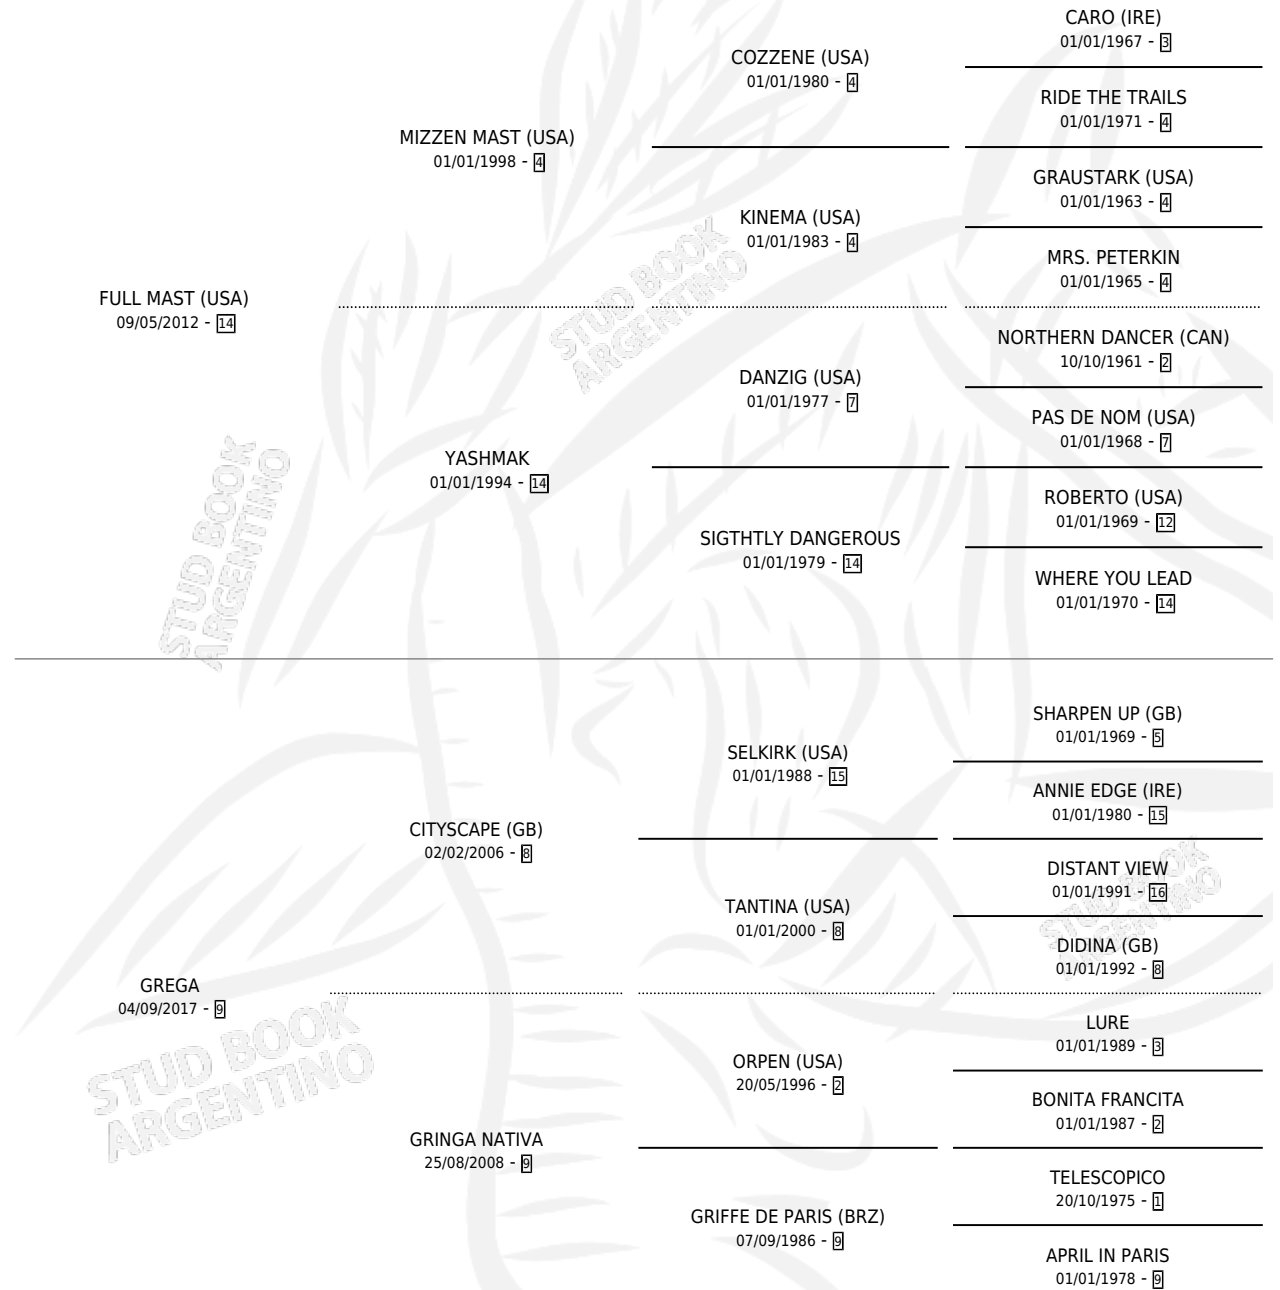 CARO (IRE)
01/01/1967 - 3
COZZENE (USA)
01/01/1980 - 4
RIDE THE TRAILS
01/01/1971 - 4
MIZZEN MAST (USA)
01/01/1998 - 4
GRAUSTARK (USA)
01/01/1963 - 4
KINEMA (USA)
01/01/1983 - 4
MRS. PETERKIN
01/01/1965 - 4
FULL MAST (USA)
09/05/2012 - 14
STUD BOOK
ARGENTINO
NORTHERN DANCER (CAN)
10/10/1961 - 2
DANZIG (USA)
01/01/1977 - 7
PAS DE NOM (USA)
01/01/1968 - 7
YASHMAK
01/01/1994 - 14
ROBERTO (USA)
01/01/1969 - 12
SIGTHTLY DANGEROUS
01/01/1979 - 14
WHERE YOU LEAD
01/01/1970 - 14
STUD BOOK
ARGENTINO
SHARPEN UP (GB)
01/01/1969 - 5
SELKIRK (USA)
01/01/1988 - 15
ANNIE EDGE (IRE)
01/01/1980 - 15
CITYSCAPE (GB)
02/02/2006 - 8
DISTANT VIEW
01/01/1991 - 16
TANTINA (USA)
01/01/2000 - 8
STUD BOOK
ARGENTINO
DIDINA (GB)
01/01/1992 - 8
GREGA
04/09/2017 - 9
LURE
01/01/1989 - 3
ORPEN (USA)
20/05/1996 - 2
STUD BOOK
ARGENTINO
BONITA FRANCITA
01/01/1987 - 2
GRINGA NATIVA
25/08/2008 - 9
TELESCOPICO
20/10/1975 - 1
GRIFFE DE PARIS (BRZ)
07/09/1986 - 9
APRIL IN PARIS
01/01/1978 - 9